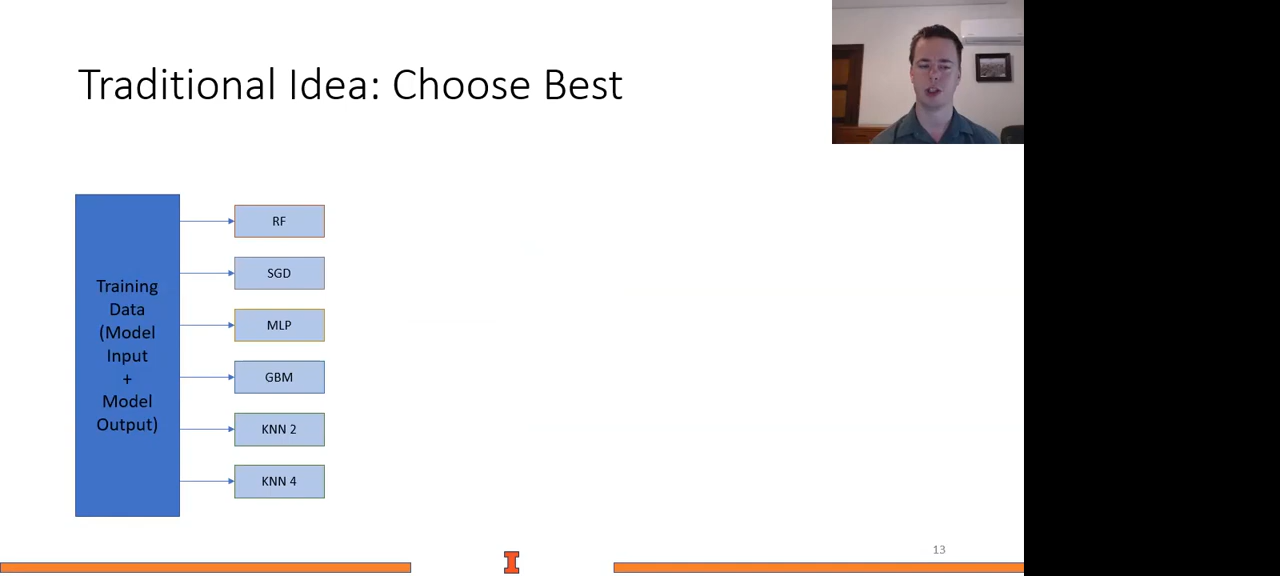 Traditional Idea: Choose Best
Training
Data
(Model
Input
+
Model
Output)
RF
SGD
MLP
GBM
KNN 2
KNN 4
13
I